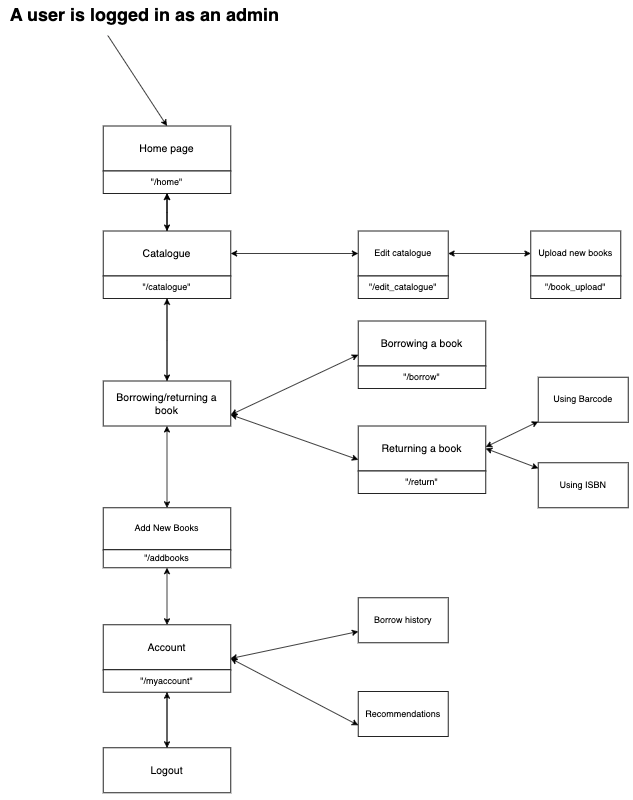 A user is logged in as an admin
Home page
"/home"
Catalogue
"/catalogue"
Edit catalogue
"/edit_catalogue"
Upload new books
"/book_upload"
Borrowing a book
"/borrow"
Borrowing/returning a
book
Returning a book
"/return"
Using Barcode
Using ISBN
Add New Books
"/addbooks
Account
"/myaccount"
Borrow history
Recommendations
Logout